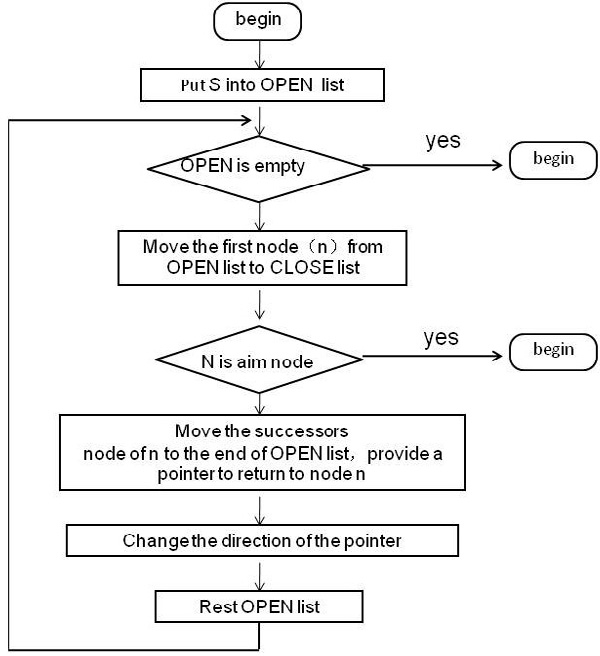 begin
Put S into OPEN list
yes
OPEN is empty
begin
Move the first node（n）from
OPEN list to CLOSE list
yes
N is aim node
begin
Move the successors
node of n to the end of OPEN list，provide a
pointer to return to node n
Change the direction of the pointer
Rest OPEN list